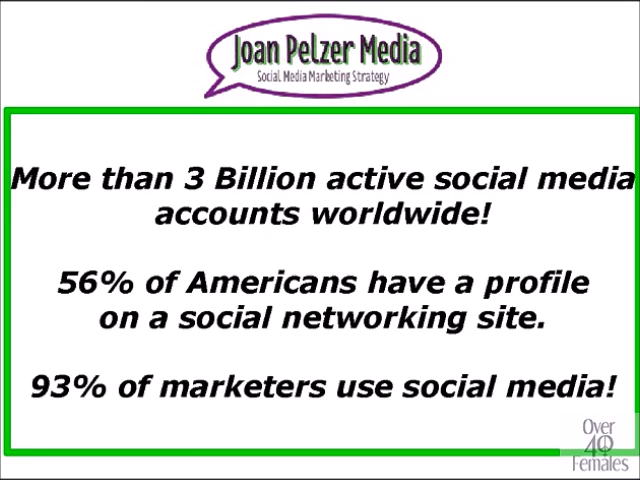 Joan Pelzer Media
Social Media Marketing Strategy
More than 3 Billion active social media
accounts worldwide!
56% of Americans have a profile
on a social networking site.
93% of marketers use social media!
Over
40
Females